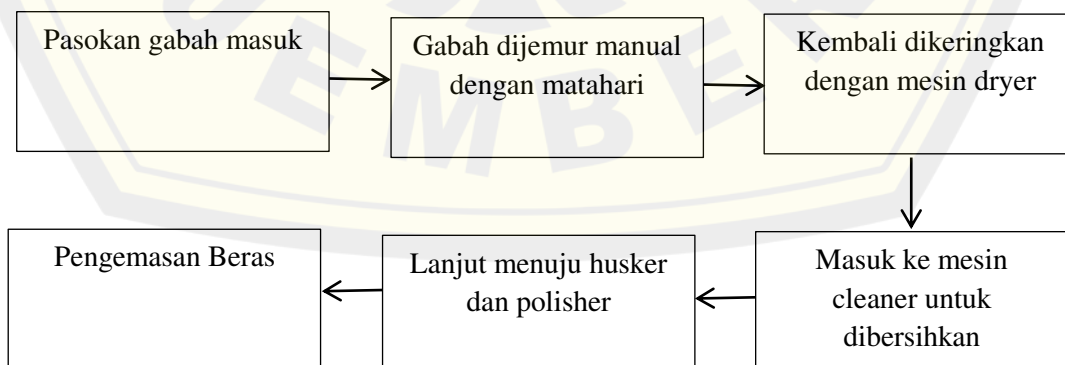 Pasokan gabah masuk
Gabah dijemur manual
dengan matahari
Kembali dikeringkan
dengan mesin dryer
Masuk ke mesin
cleaner untuk
dibersihkan
Lanjut menuju husker
dan polisher
Pengemasan Beras